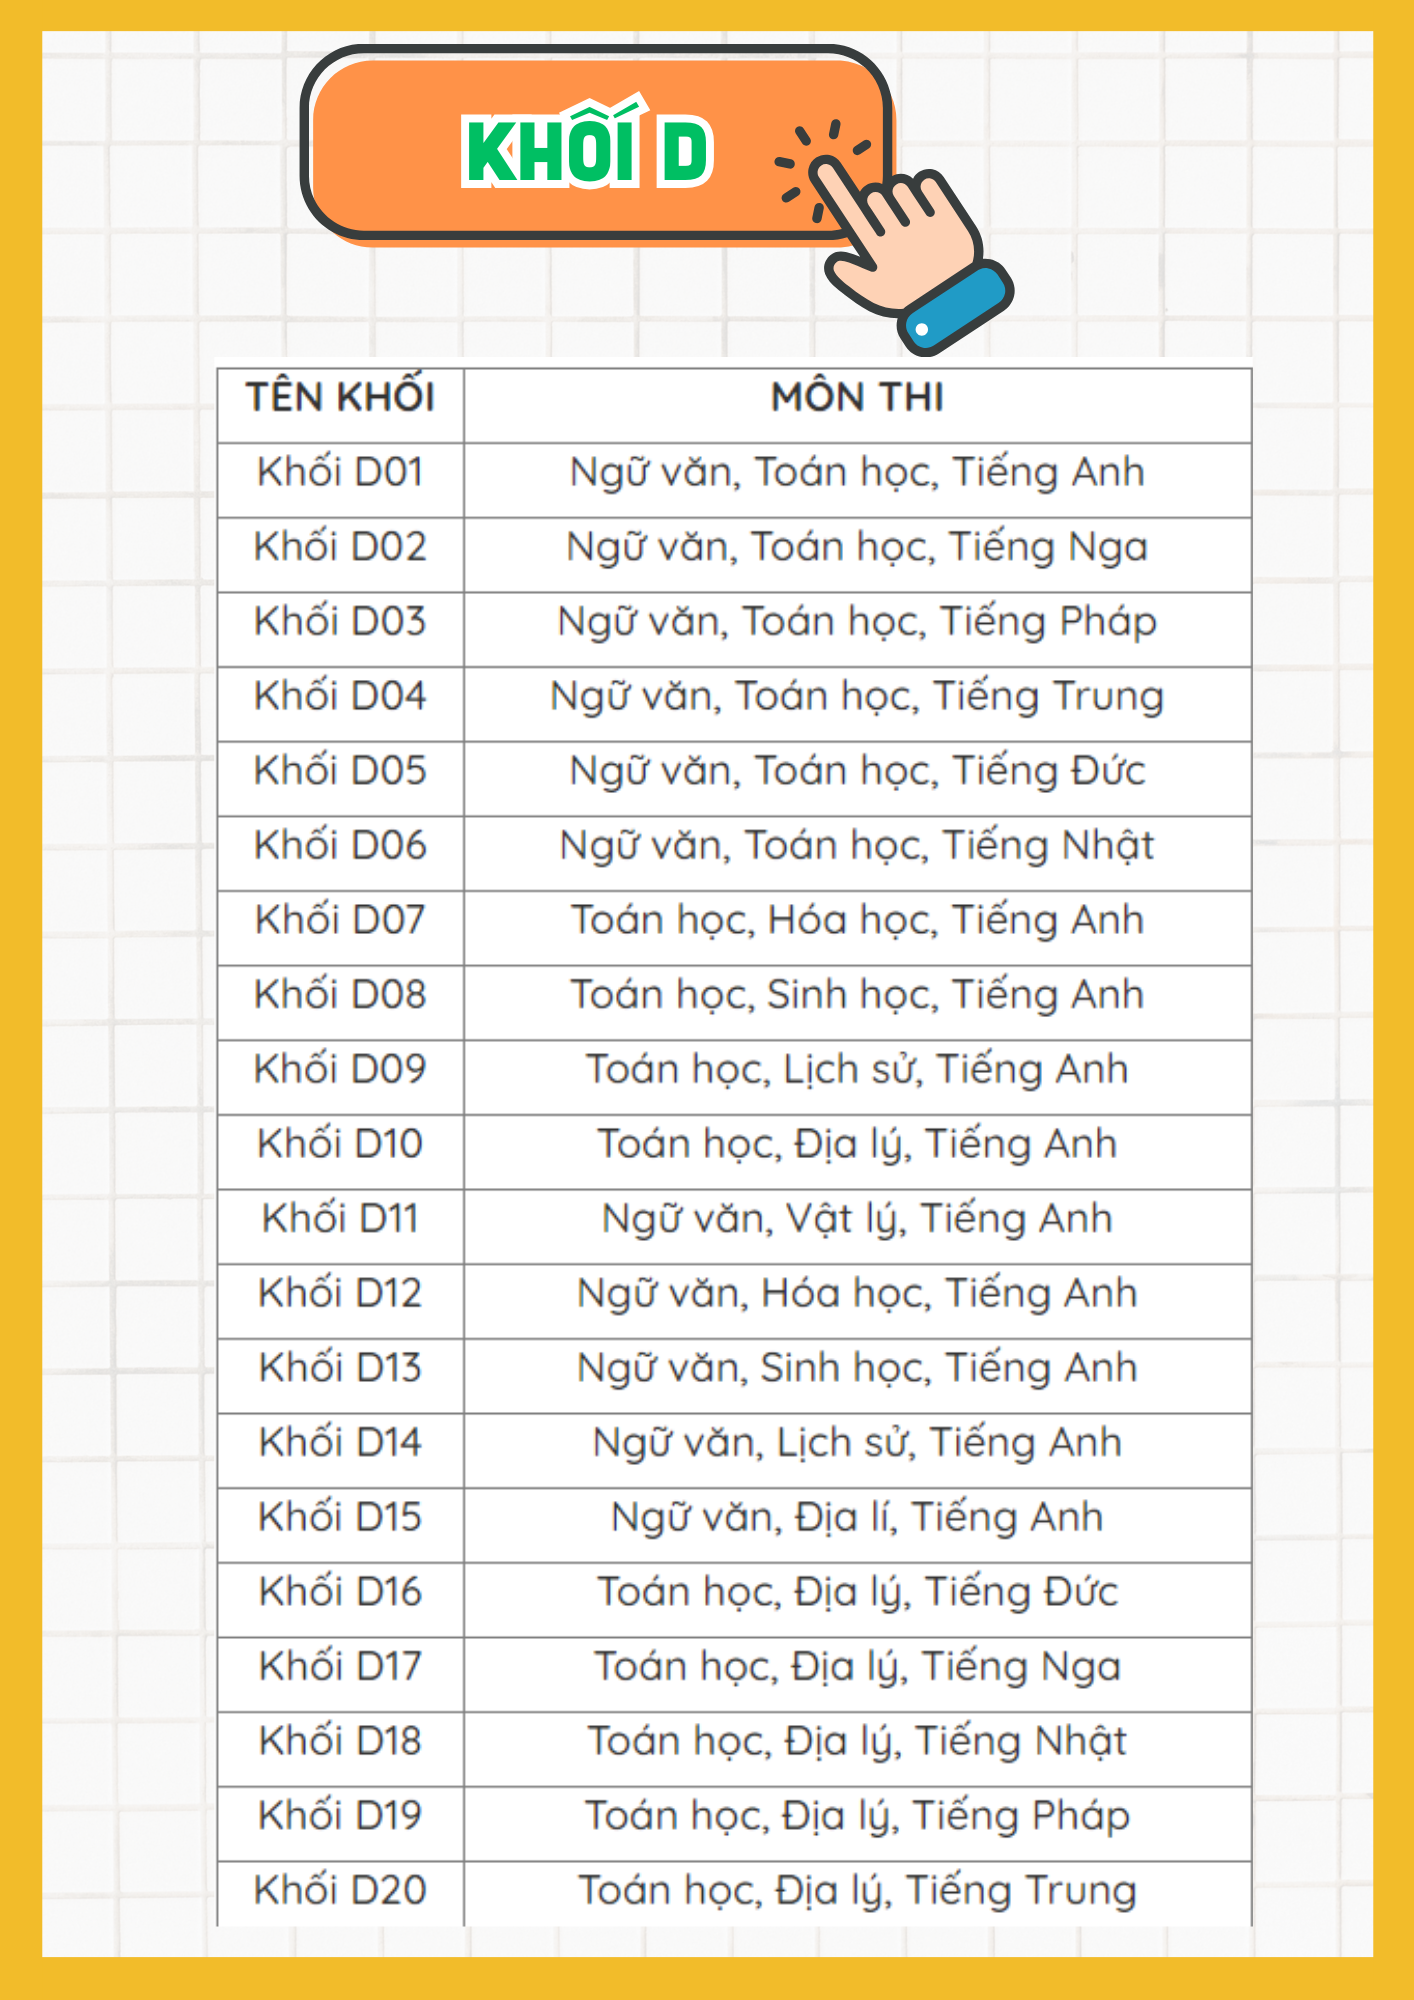 KHỐI D
TÊN KHỐI MÔN THI
Khối D01 Ngữ văn, Toán học, Tiếng Anh
Khối D02 Ngữ văn, Toán học, Tiếng Nga
Khối D03 Ngữ văn, Toán học, Tiếng Pháp
Khối D04 Ngữ văn, Toán học, Tiếng Trung
Khối D05 Ngữ văn, Toán học, Tiếng Đức
Khối D06 Ngữ văn, Toán học, Tiếng Nhật
Khối D07 Toán học, Hóa học, Tiếng Anh
Khối D08 Toán học, Sinh học, Tiếng Anh
Khối D09 Toán học, Lịch sử, Tiếng Anh
Khối D10 Toán học, Địa lý, Tiếng Anh
Khối D11 Ngữ văn, Vật lý, Tiếng Anh
Khối D12 Ngữ văn, Hóa học, Tiếng Anh
Khối D13 Ngữ văn, Sinh học, Tiếng Anh
Khối D14 Ngữ văn, Lịch sử, Tiếng Anh
Khối D15 Ngữ văn, Địa lí, Tiếng Anh
Khối D16 Toán học, Địa lý, Tiếng Đức
Khối D17 Toán học, Địa lý, Tiếng Nga
Khối D18 Toán học, Địa lý, Tiếng Nhật
Khối D19 Toán học, Địa lý, Tiếng Pháp
Khối D20 Toán học, Địa lý, Tiếng Trung